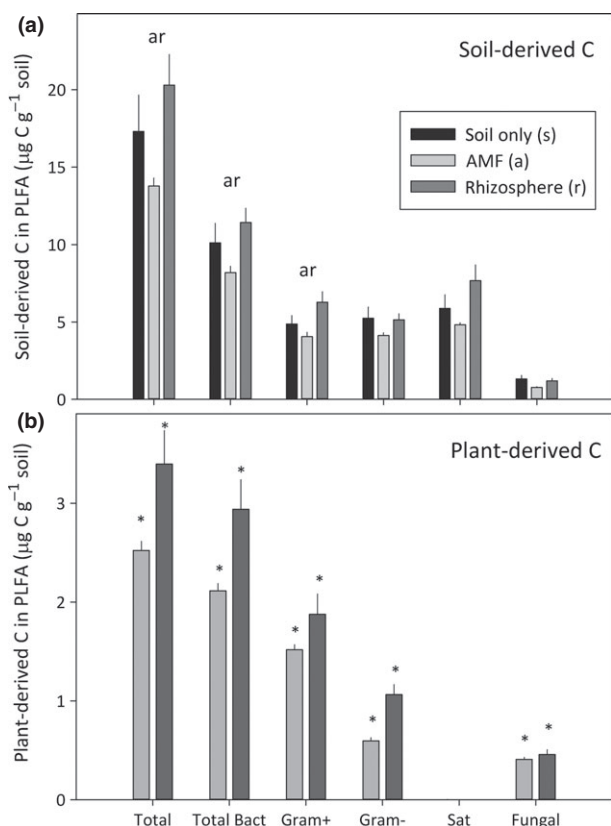 (a)
Soil-derived C
ar
ar
ar
Soil only (s)
AMF (a)
Rhizosphere (r)
Soil-derived C in PLFA (µg C g⁻¹ soil)
20
15
10
5
0
(b)
Plant-derived C
* * * * * * * * * *
Plant-derived C in PLFA (µg C g⁻¹ soil)
3
2
1
0
Total Total Bact Gram+ Gram- Sat Fungal